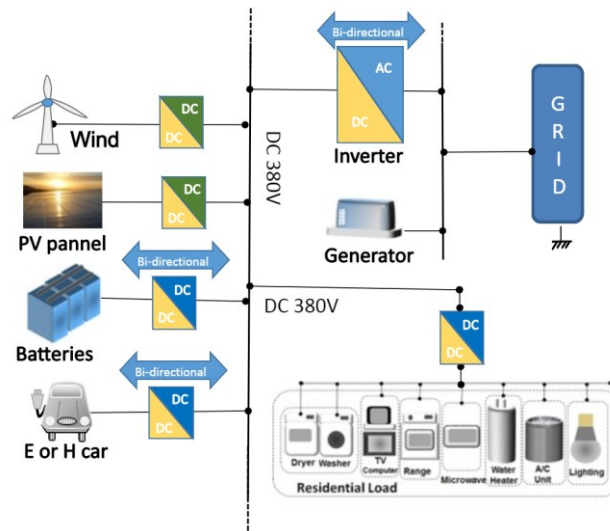 Bi-directional
AC
DC
Inverter
GRID
DC
DC
Wind
DC 380V
DC
DC
PV pannel
Generator
Bi-directional
DC
DC
Batteries
DC 380V
DC
DC
Bi-directional
DC
DC
E or H car
Dryer
Washer
TV
Computer
Range
Microwave
Water
Heater
A/C
Unit
Lighting
Residential Load